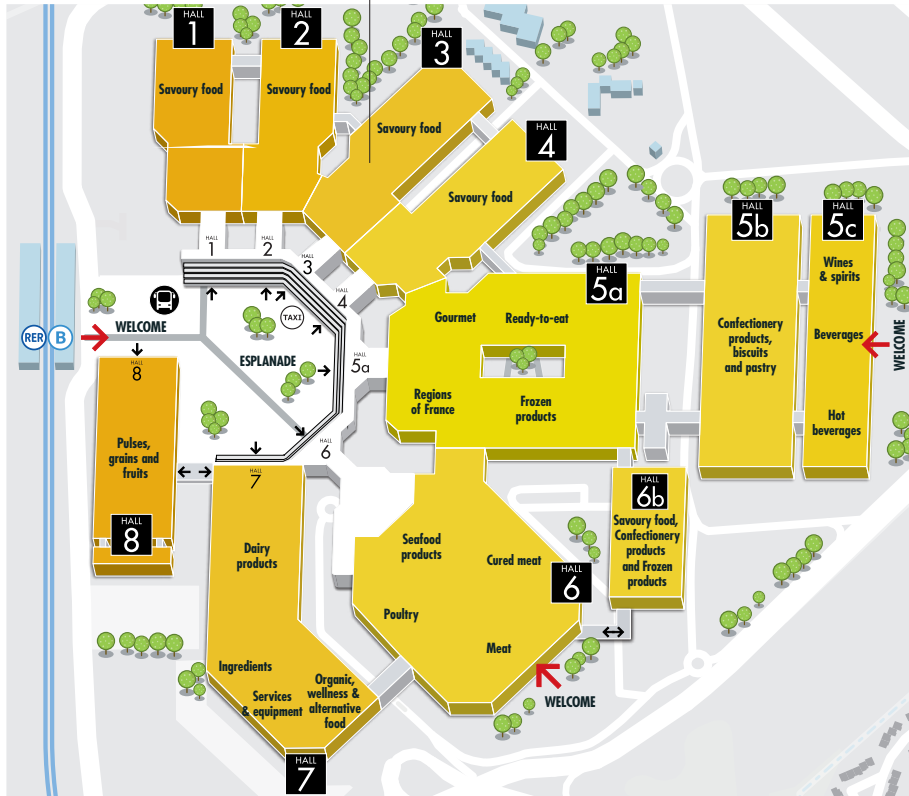 HALL
1
HALL
2
HALL
3
HALL
4
Savoury food
Savoury food
Savoury food
Savoury food
HALL
5b
HALL
5c
Wines
& spirits
HALL
1
HALL
2
HALL
3
HALL
4
HALL
5a
TAXI
Gourmet
Ready-to-eat
Confectionery
products,
biscuits
and pastry
Beverages
WELCOME
RER
B
WELCOME
HALL
8
ESPLANADE
HALL
5a
Regions
of France
Frozen
products
Hot
beverages
Pulses,
grains and
fruits
HALL
6
HALL
7
HALL
8
HALL
6b
Savoury food,
Confectionery
products
and Frozen
products
Dairy
products
Seafood
products
Cured meat
HALL
6
Poultry
Meat
Ingredients
Services
& equipment
Organic,
wellness &
alternative
food
WELCOME
HALL
7